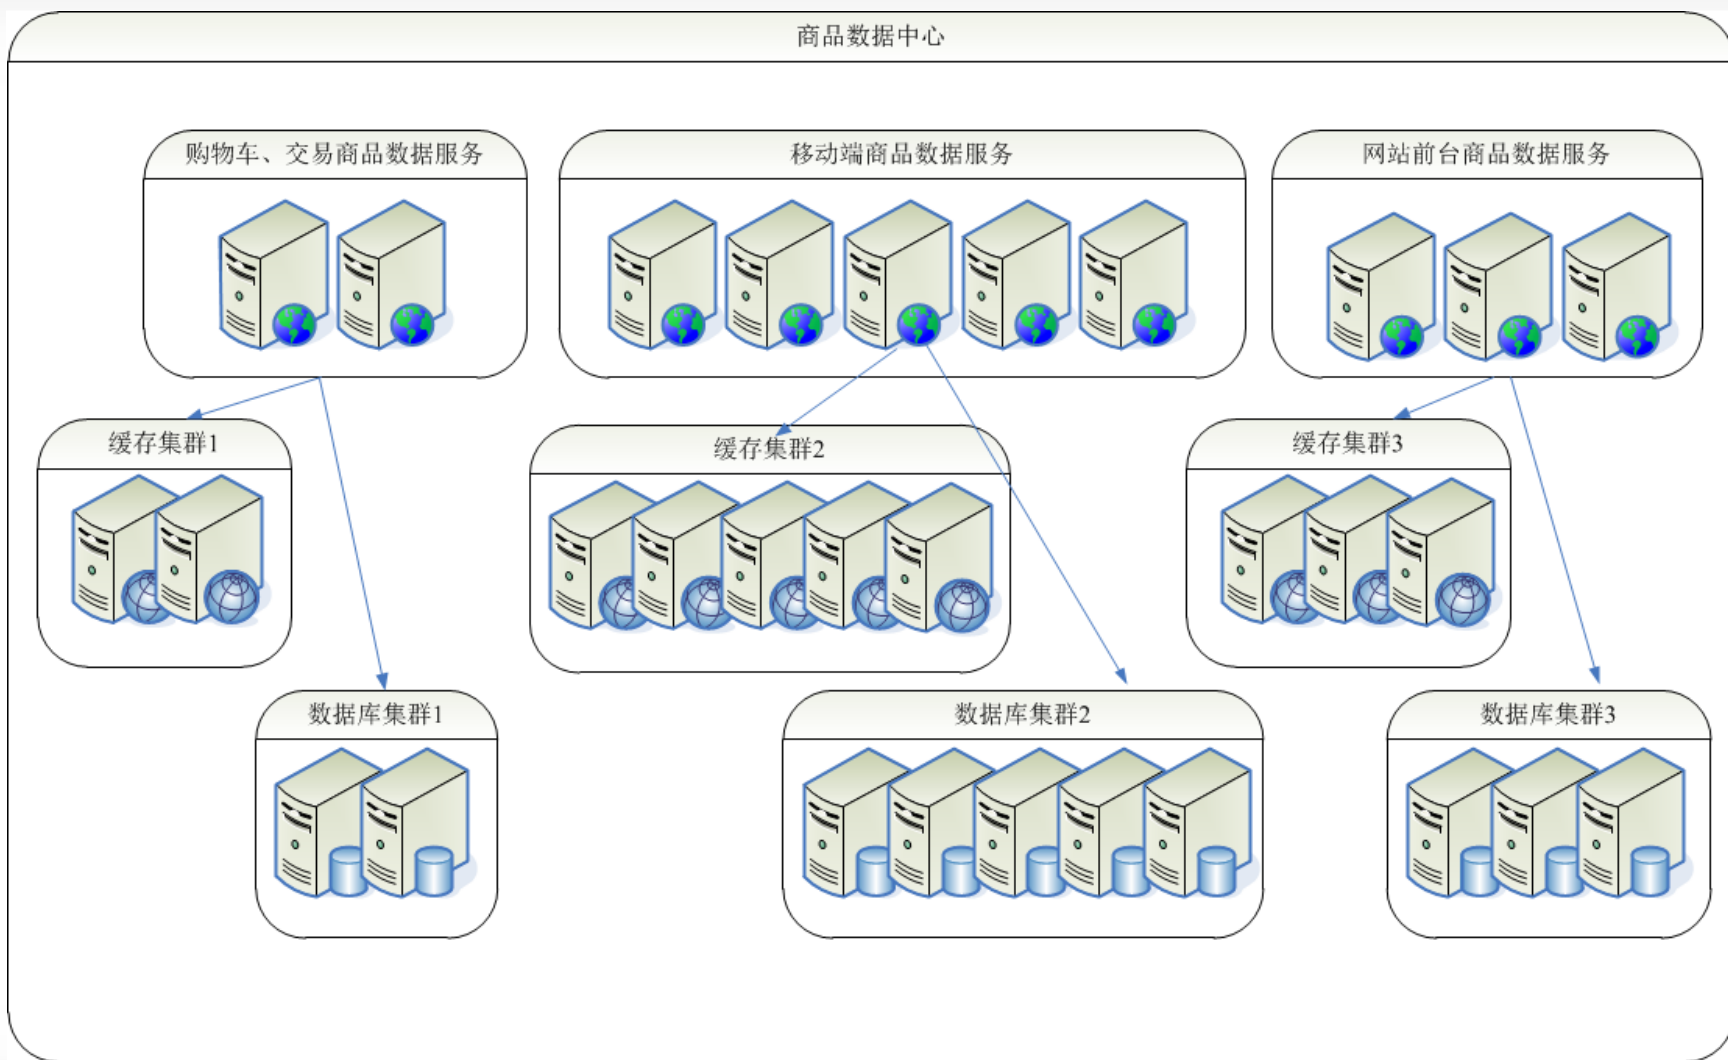 商品数据中心
购物车、交易商品数据服务
移动端商品数据服务
网站前台商品数据服务
缓存集群1
缓存集群2
缓存集群3
数据库集群1
数据库集群2
数据库集群3